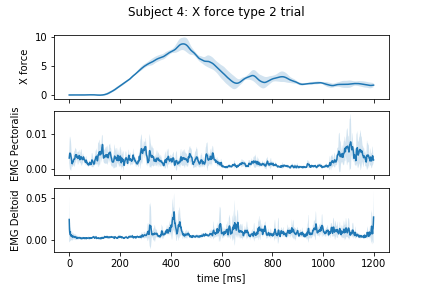 Subject 4: X force type 2 trial
X force
10
5
0
EMG Pectoralis
0.01
0.00
EMG Deltoid
0.05
0.00
0 200 400 600 800 1000 1200
time [ms]